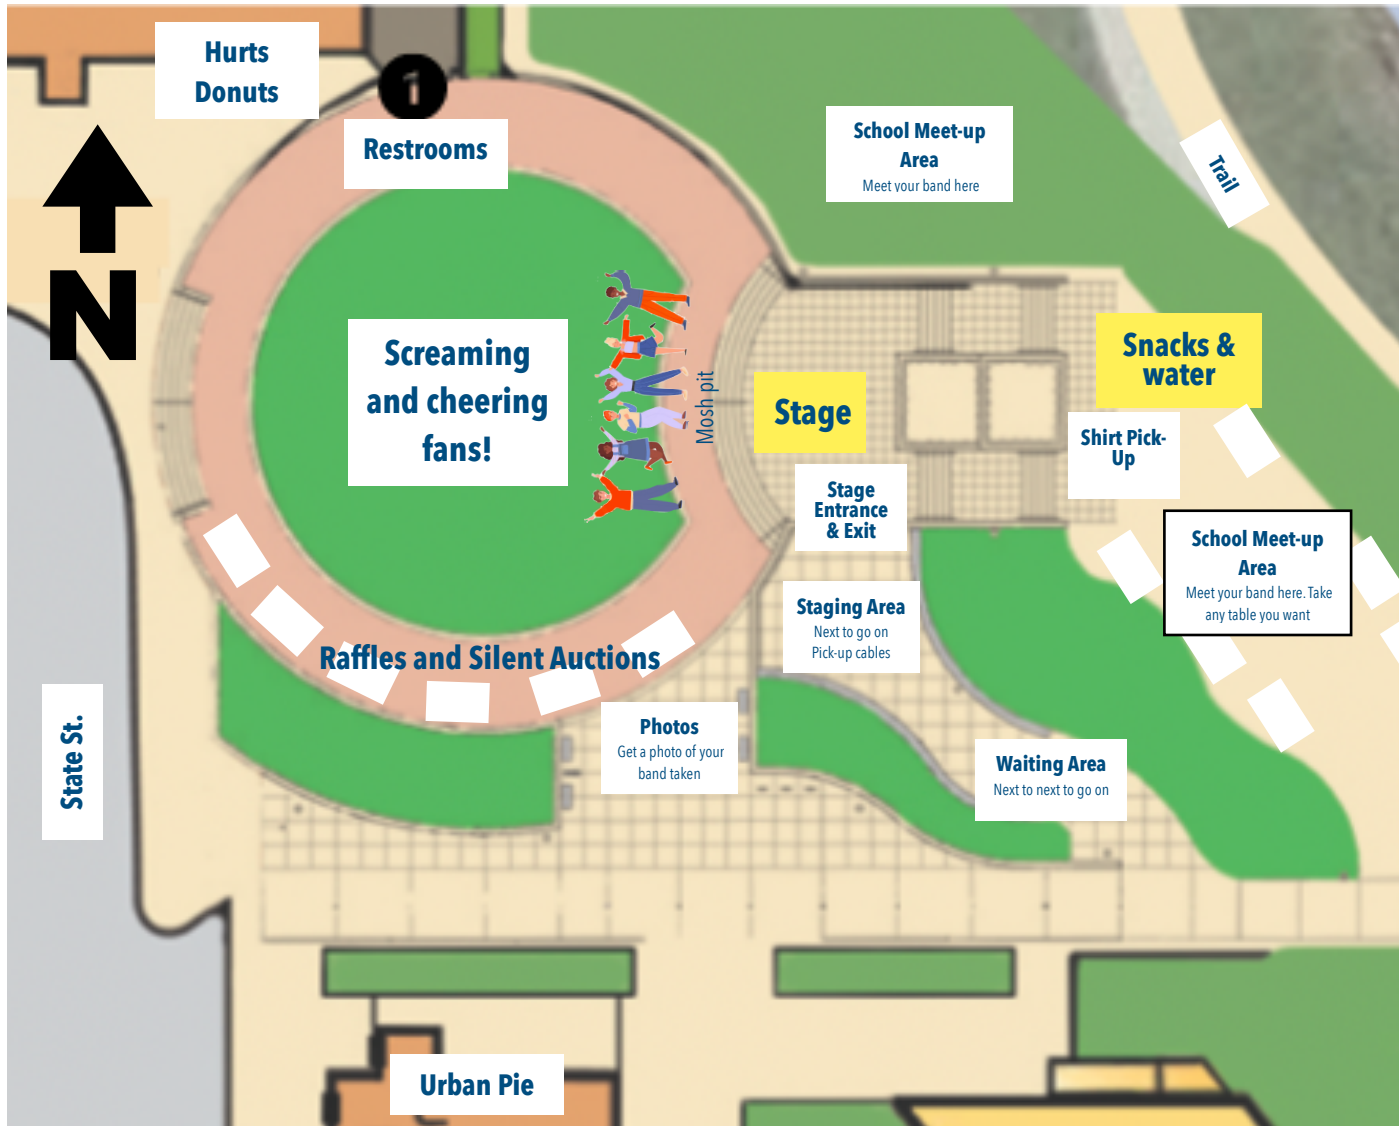 Hurts
Donuts
1
Restrooms
School Meet-up
Area
Meet your band here
Trail
N
Screaming
and cheering
fans!
Mosh pit
Stage
Snacks &
water
Shirt Pick-
Up
Stage
Entrance
& Exit
School Meet-up
Area
Meet your band here. Take
any table you want
Staging Area
Next to go on
Pick-up cables
Raffles and Silent Auctions
Photos
Get a photo of your
band taken
Waiting Area
Next to next to go on
State St.
Urban Pie